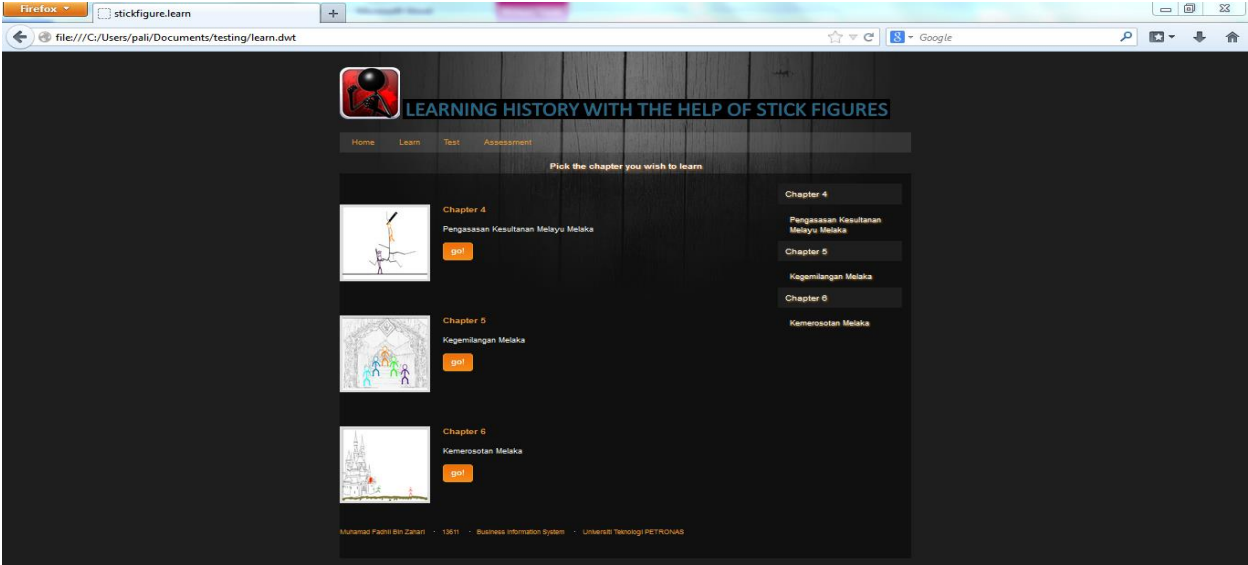 Firefox
stickfigure.learn
file:///C:/Users/pali/Documents/testing/learn.dwt
Google
LEARNING HISTORY WITH THE HELP OF STICK FIGURES
Home Learn Test Assessment
Pick the chapter you wish to learn
Chapter 4
Pengasasan Kesultanan Melayu Melaka
go!
Chapter 5
Kegemilangan Melaka
go!
Chapter 6
Kemerosotan Melaka
go!
Chapter 4
Pengasasan Kesultanan
Melayu Melaka
Chapter 5
Kegemilangan Melaka
Chapter 6
Kemerosotan Melaka
Muhamad Fadhil Bin Zahari - 13611 - Business Information System - Universiti Teknologi PETRONAS